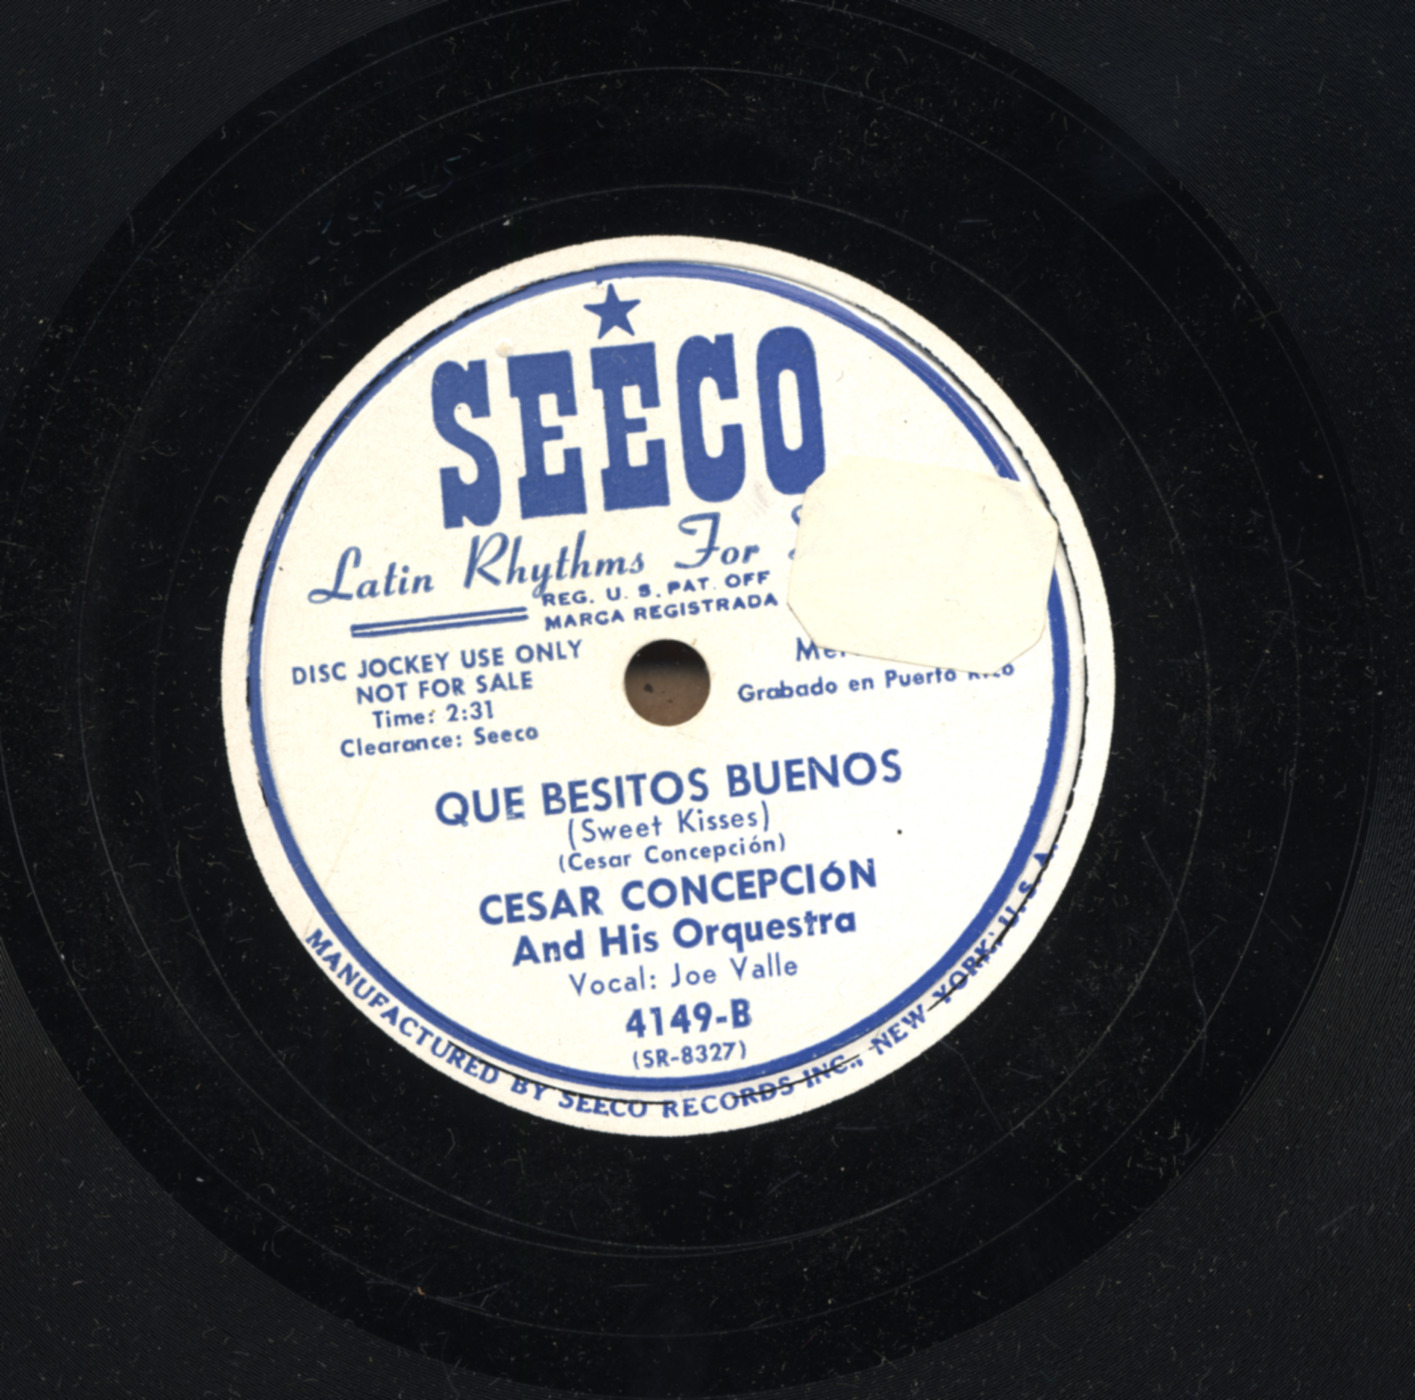 SEECO
Latin Rhythms For
REG. U. S. PAT. OFF
MARCA REGISTRADA
DISC JOCKEY USE ONLY
NOT FOR SALE
Time: 2:31
Clearance: Seeco
Grabado en Puerto Rico
QUE BESITOS BUENOS
(Sweet Kisses)
(Cesar Concepción)
CESAR CONCEPCIÓN
And His Orquestra
Vocal: Joe Valle
4149-B
(SR-8327)
MANUFACTURED BY SEECO RECORDS INC., NEW YORK, U. S. A.